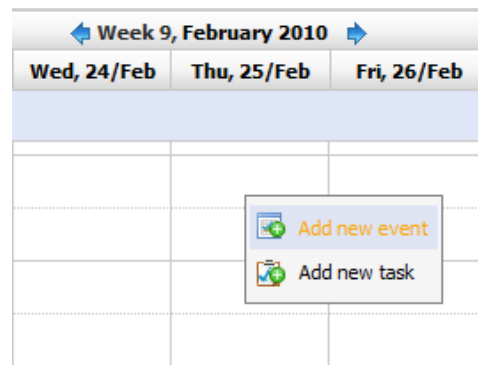 Week 9, February 2010
Wed, 24/Feb Thu, 25/Feb Fri, 26/Feb
Add new event
Add new task